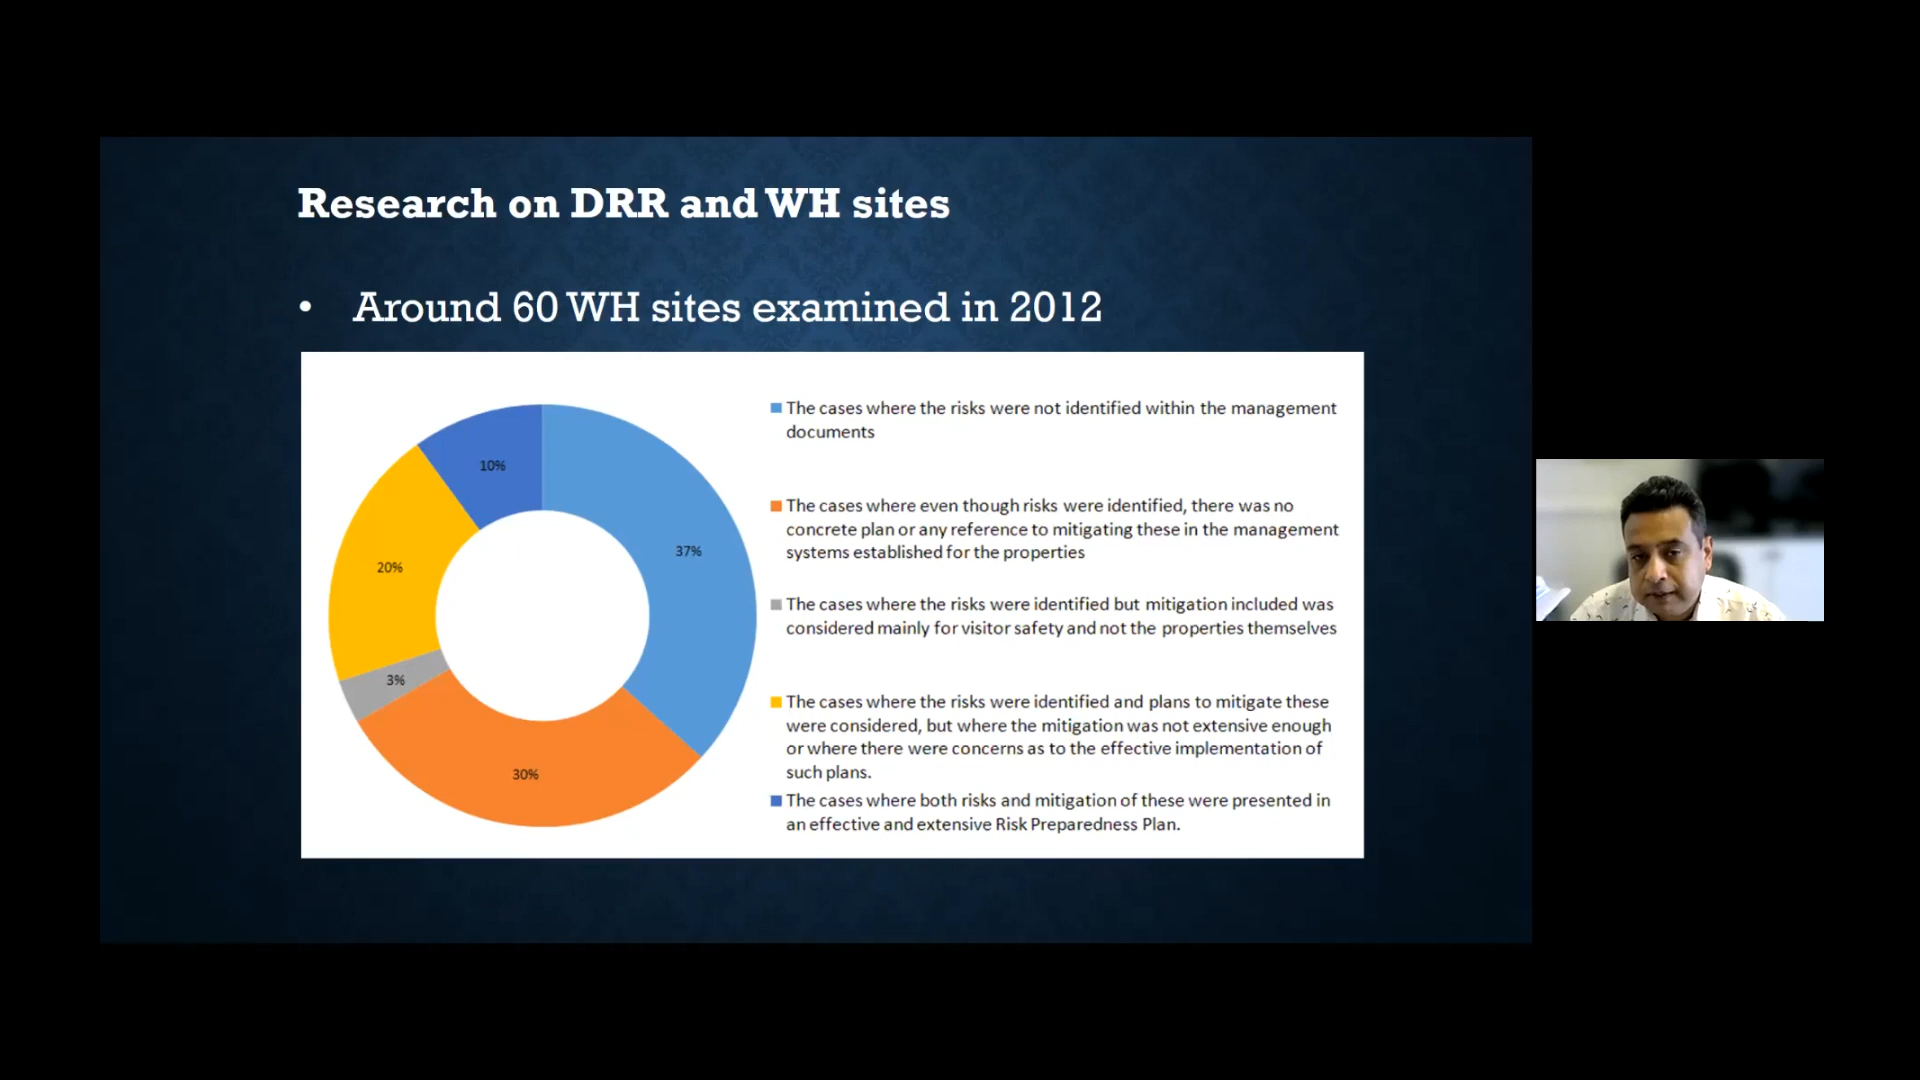 Research on DRR and WH sites
• Around 60 WH sites examined in 2012
10%
37%
20%
3%
30%
The cases where the risks were not identified within the management
documents
The cases where even though risks were identified, there was no
concrete plan or any reference to mitigating these in the management
systems established for the properties
The cases where the risks were identified but mitigation included was
considered mainly for visitor safety and not the properties themselves
The cases where the risks were identified and plans to mitigate these
were considered, but where the mitigation was not extensive enough
or where there were concerns as to the effective implementation of
such plans.
The cases where both risks and mitigation of these were presented in
an effective and extensive Risk Preparedness Plan.